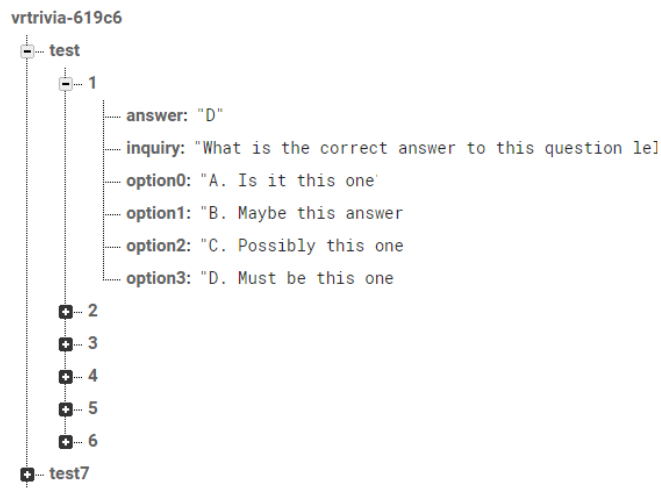 vrtrivia-619c6
test
1
answer: "D"
inquiry: "What is the correct answer to this question
option0: "A. Is it this one"
option1: "B. Maybe this answer
option2: "C. Possibly this one
option3: "D. Must be this one
2
3
4
5
6
test7